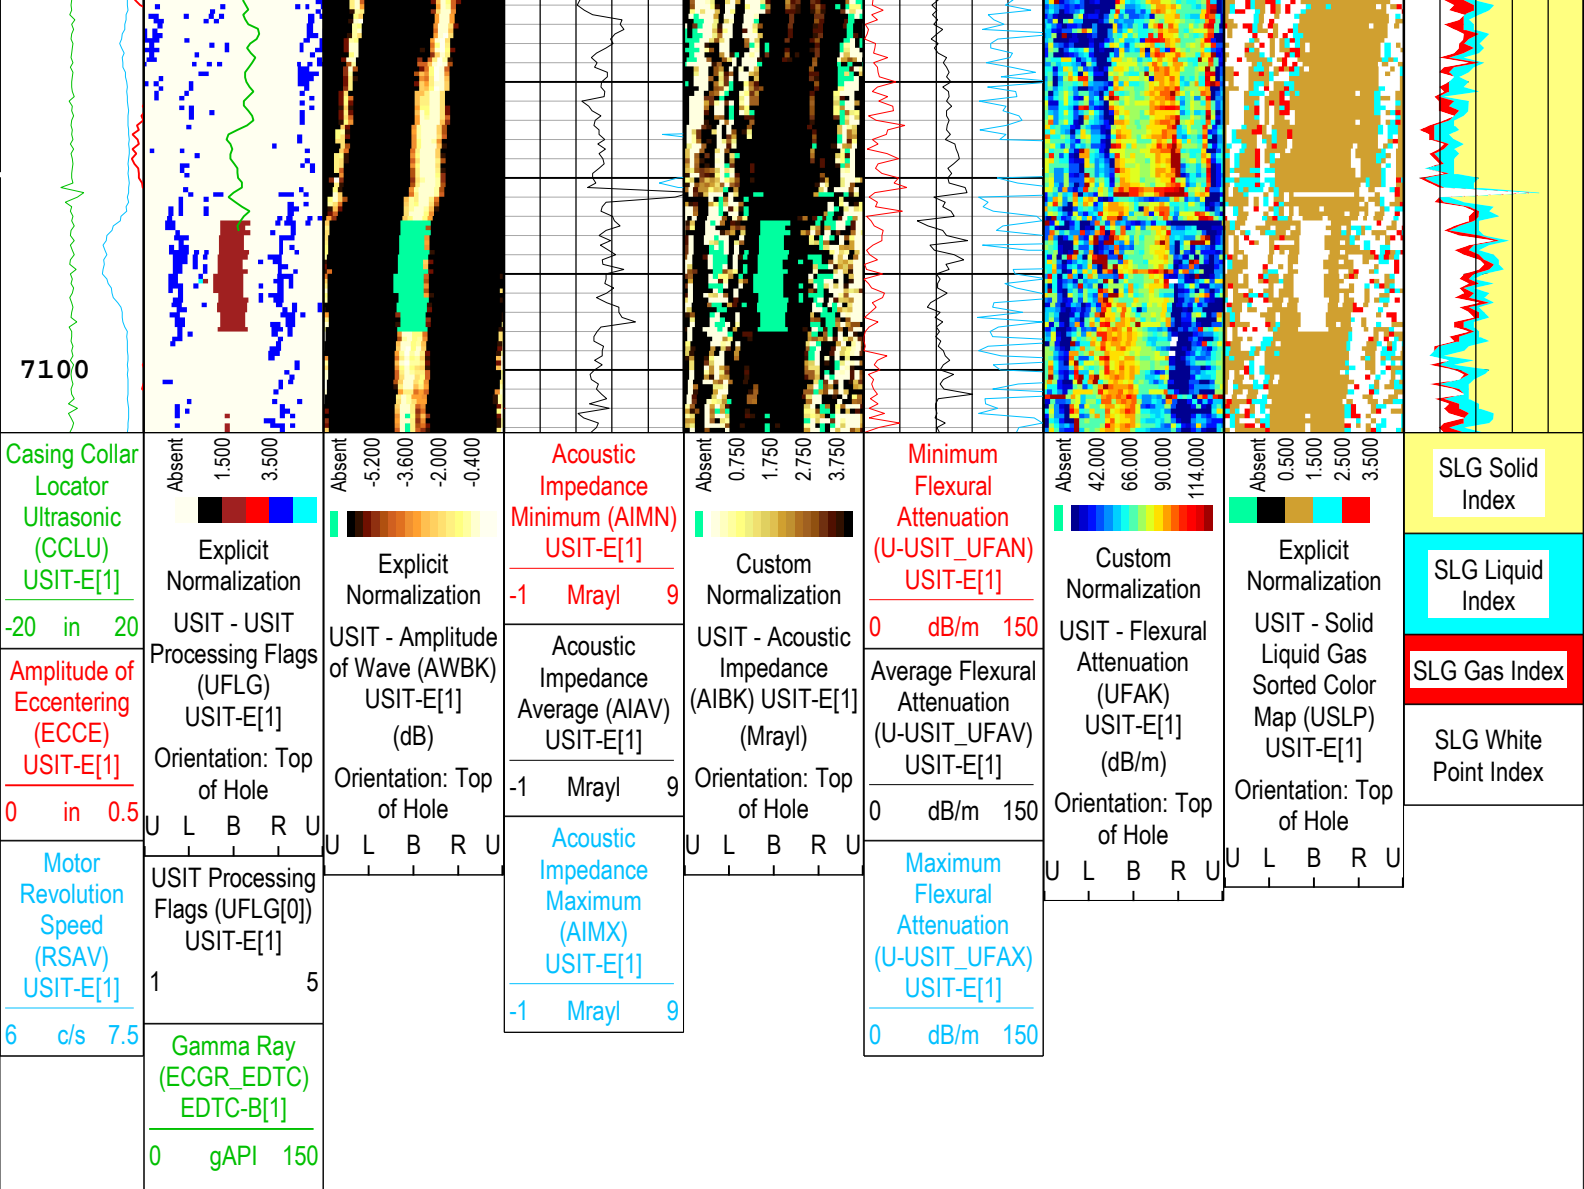 7100
Casing Collar
Locator
Ultrasonic
(CCLU)
USIT-E[1]
-20 in 20
Amplitude of
Eccentering
(ECCE)
USIT-E[1]
0 in 0.5
Motor
Revolution
Speed
(RSAV)
USIT-E[1]
6 c/s 7.5
Absent 1.500 3.500
Explicit
Normalization
USIT - USIT
Processing Flags
(UFLG)
USIT-E[1]
Orientation: Top
of Hole
U L B R U
USIT Processing
Flags (UFLG[0])
USIT-E[1]
1 5
Gamma Ray
(ECGR_EDTC)
EDTC-B[1]
0 gAPI 150
Absent -5.200 -3.600 -2.000 -0.400
Explicit
Normalization
USIT - Amplitude
of Wave (AWBK)
USIT-E[1]
(dB)
Orientation: Top
of Hole
U L B R U
Acoustic
Impedance
Minimum (AIMN)
USIT-E[1]
-1 Mrayl 9
Acoustic
Impedance
Average (AIAV)
USIT-E[1]
-1 Mrayl 9
Acoustic
Impedance
Maximum
(AIMX)
USIT-E[1]
-1 Mrayl 9
Absent 0.750 1.750 2.750 3.750
Custom
Normalization
USIT - Acoustic
Impedance
(AIBK) USIT-E[1]
(Mrayl)
Orientation: Top
of Hole
U L B R U
Minimum
Flexural
Attenuation
(U-USIT_UFAN)
USIT-E[1]
0 dB/m 150
Average Flexural
Attenuation
(U-USIT_UFAV)
USIT-E[1]
0 dB/m 150
Maximum
Flexural
Attenuation
(U-USIT_UFAX)
USIT-E[1]
0 dB/m 150
Absent 42.000 66.000 90.000 114.000
Custom
Normalization
USIT - Flexural
Attenuation
(UFAK)
USIT-E[1]
(dB/m)
Orientation: Top
of Hole
U L B R U
Absent 0.500 1.500 2.500 3.500
Explicit
Normalization
USIT - Solid
Liquid Gas
Sorted Color
Map (USLP)
USIT-E[1]
Orientation: Top
of Hole
U L B R U
SLG Solid
Index
SLG Liquid
Index
SLG Gas Index
SLG White
Point Index